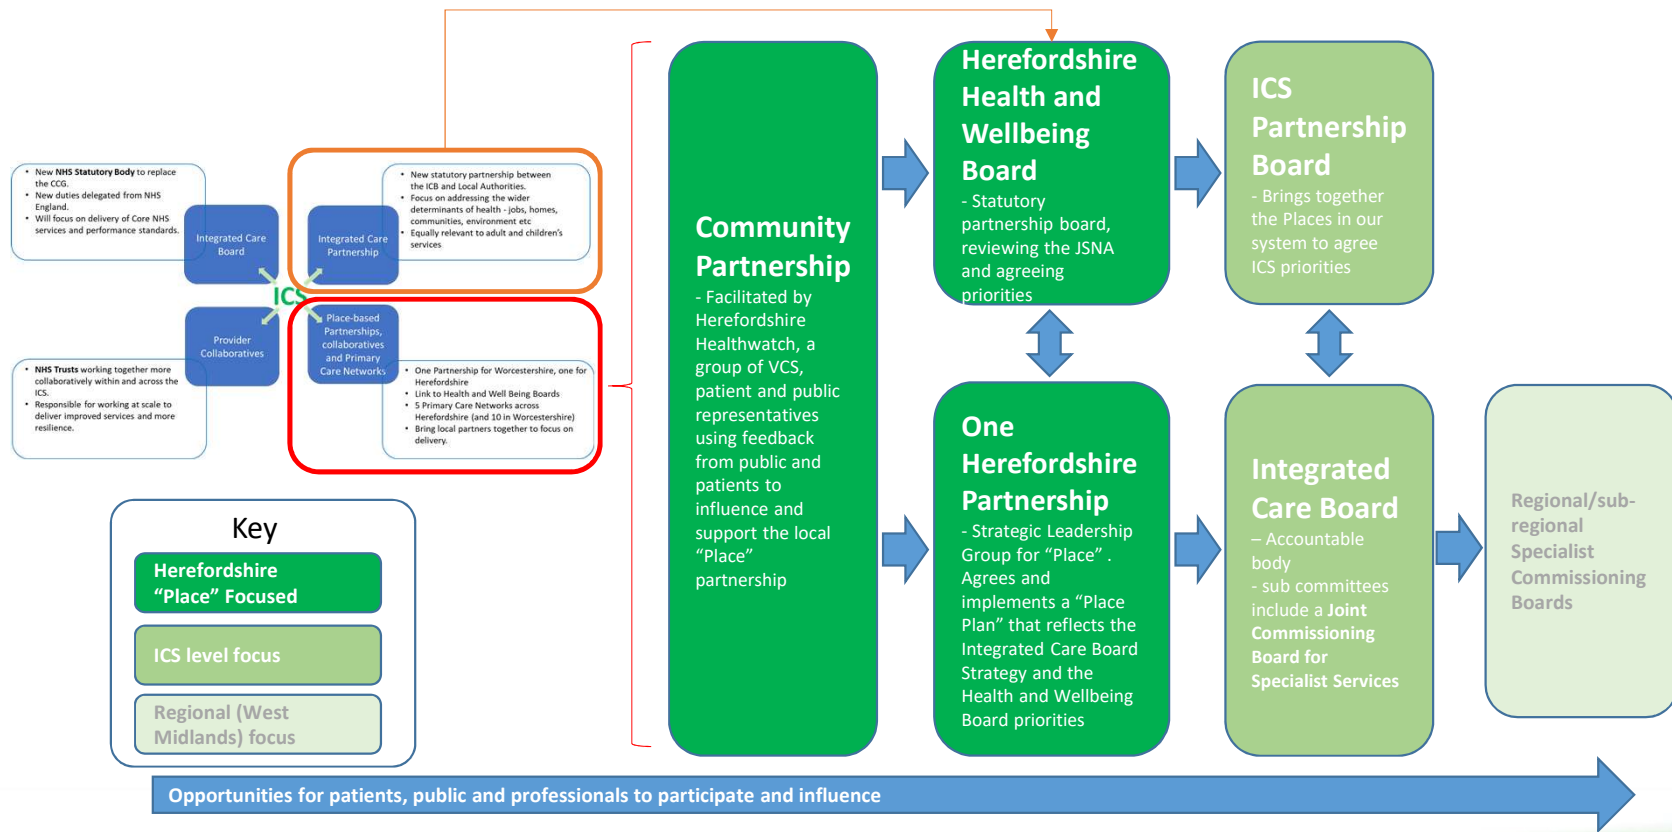 • New NHS Statutory Body to replace
the CCG.
• New duties delegated from NHS
England.
• Will focus on delivery of Core NHS
services and performance standards.
Integrated Care
Board
Integrated Care
Partnership
• New statutory partnership between
the ICB and Local Authorities.
• Focus on addressing the wider
determinants of health - jobs, homes,
communities, environment etc
• Equally relevant to adult and children's
services
ICS
Provider
Collaboratives
Place-based
Partnerships,
collaboratives
and Primary
Care Networks
• NHS Trusts working together more
collaboratively within and across the
ICS.
• Responsible for working at scale to
deliver improved services and more
resilience.
• One Partnership for Worcestershire, one for
Herefordshire
• Link to Health and Well Being Boards
• 5 Primary Care Networks across
Herefordshire (and 10 in Worcestershire)
• Bring local partners together to focus on
delivery.
Key
Herefordshire
“Place” Focused
ICS level focus
Regional (West
Midlands) focus
Community
Partnership
- Facilitated by
Herefordshire
Healthwatch, a
group of VCS,
patient and public
representatives
using feedback
from public and
patients to
influence and
support the local
“Place”
partnership
Herefordshire
Health and
Wellbeing
Board
- Statutory
partnership board,
reviewing the JSNA
and agreeing
priorities
One
Herefordshire
Partnership
- Strategic Leadership
Group for “Place” .
Agrees and
implements a “Place
Plan” that reflects the
Integrated Care Board
Strategy and the
Health and Wellbeing
Board priorities
ICS
Partnership
Board
- Brings together
the Places in our
system to agree
ICS priorities
Integrated
Care Board
– Accountable
body
- sub committees
include a Joint
Commissioning
Board for
Specialist Services
Regional/sub-
regional
Specialist
Commissioning
Boards
Opportunities for patients, public and professionals to participate and influence